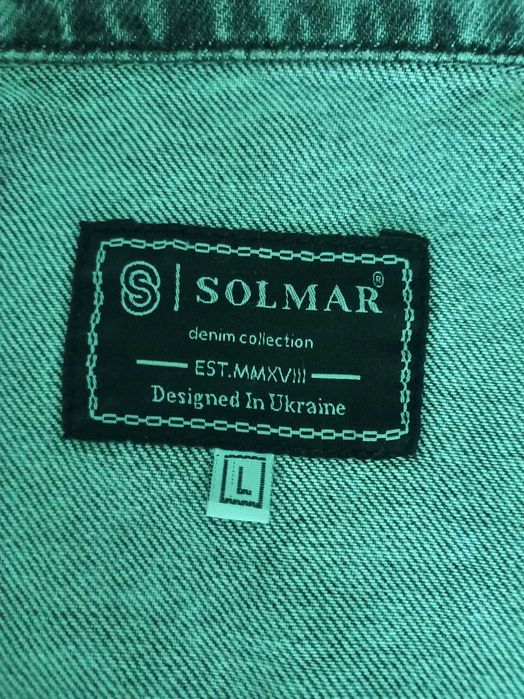 S | SOLMAR®
denim collection
EST.MMXVIII
Designed In Ukraine
L